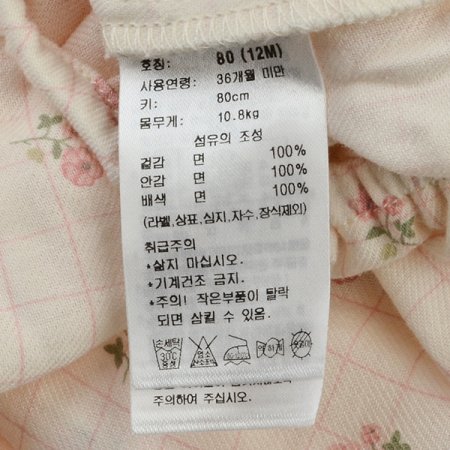 호칭: 80 (12M)
사용연령: 36개월 미만
키: 80cm
몸무게: 10.8kg
섬유의 조성
겉감 면 100%
안감 면 100%
배색 면 100%
(라벨,상표,심지,자수,장식제외)
취급주의
*삶지 마십시오.
*기계건조 금지.
*주의! 작은부품이 탈락
되면 삼킬 수 있음.
손세탁 30℃ 중성
염소
주의하여 주십시오.